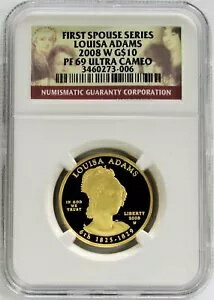 FIRST SPOUSE SERIES
LOUISA ADAMS
2008 W G$10
PF 69 ULTRA CAMEO
3460273-006
NUMISMATIC GUARANTY CORPORATION
LOUISA ADAMS
IN GOD
WE
TRUST
LIBERTY
2008
W
6th 1825-1829